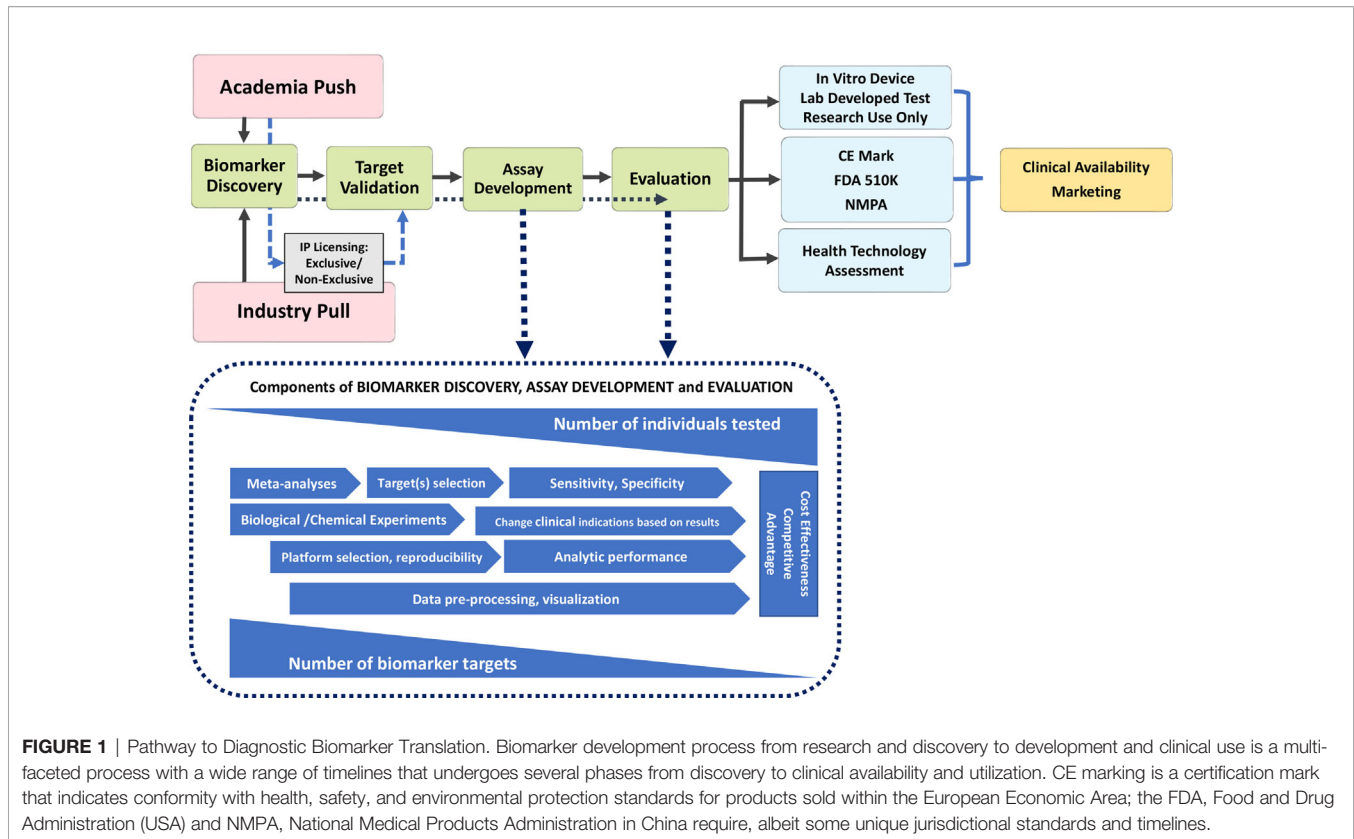 Academia Push
Biomarker
Discovery
Target
Validation
Assay
Development
Evaluation
IP Licensing:
Exclusive/
Non-Exclusive
Industry Pull
In Vitro Device
Lab Developed Test
Research Use Only
CE Mark
FDA 510K
NMPA
Health Technology
Assessment
Clinical Availability
Marketing
Components of BIOMARKER DISCOVERY, ASSAY DEVELOPMENT and EVALUATION
Number of individuals tested
Meta-analyses
Target(s) selection
Sensitivity, Specificity
Biological /Chemical Experiments
Change clinical indications based on results
Platform selection, reproducibility
Analytic performance
Data pre-processing, visualization
Cost Effectiveness
Competitive
Advantage
Number of biomarker targets
FIGURE 1 | Pathway to Diagnostic Biomarker Translation. Biomarker development process from research and discovery to development and clinical use is a multi-
faceted process with a wide range of timelines that undergoes several phases from discovery to clinical availability and utilization. CE marking is a certification mark
that indicates conformity with health, safety, and environmental protection standards for products sold within the European Economic Area; the FDA, Food and Drug
Administration (USA) and NMPA, National Medical Products Administration in China require, albeit some unique jurisdictional standards and timelines.